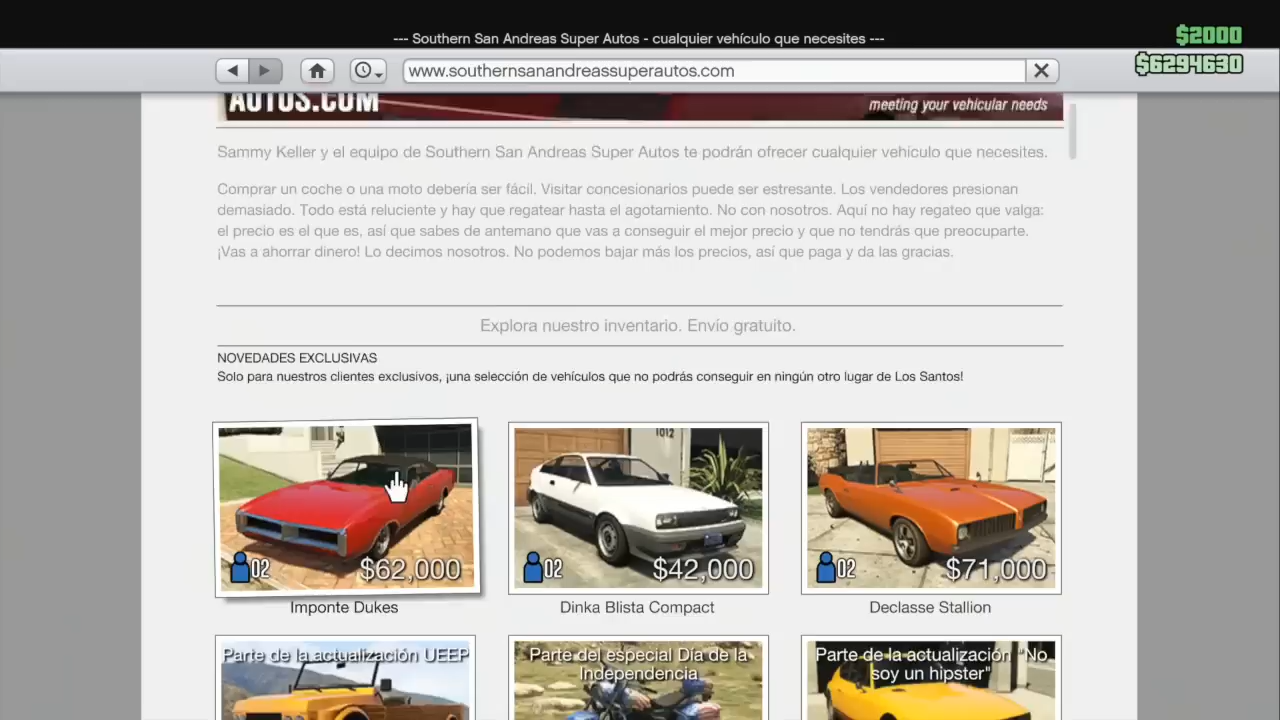 --- Southern San Andreas Super Autos - cualquier vehículo que necesites ---
$2000
$6294630
www.southernsanandreassuperautos.com
AUTOS.COM
meeting your vehicular needs
Sammy Keller y el equipo de Southern San Andreas Super Autos te podrán ofrecer cualquier vehículo que necesites.
Comprar un coche o una moto debería ser fácil. Visitar concesionarios puede ser estresante. Los vendedores presionan
demasiado. Todo está reluciente y hay que regatear hasta el agotamiento. No con nosotros. Aquí no hay regateo que valga:
el precio es el que es, así que sabes de antemano que vas a conseguir el mejor precio y que no tendrás que preocuparte.
¡Vas a ahorrar dinero! Lo decimos nosotros. No podemos bajar más los precios, así que paga y da las gracias.
Explora nuestro inventario. Envío gratuito.
NOVEDADES EXCLUSIVAS
Solo para nuestros clientes exclusivos, ¡una selección de vehículos que no podrás conseguir en ningún otro lugar de Los Santos!
02 $62,000
Imponte Dukes
1012
02 $42,000
Dinka Blista Compact
02 $71,000
Declasse Stallion
Parte de la actualización UEEP
Parte del especial Día de la
Independencia
Parte de la actualización "No
soy un hipster"